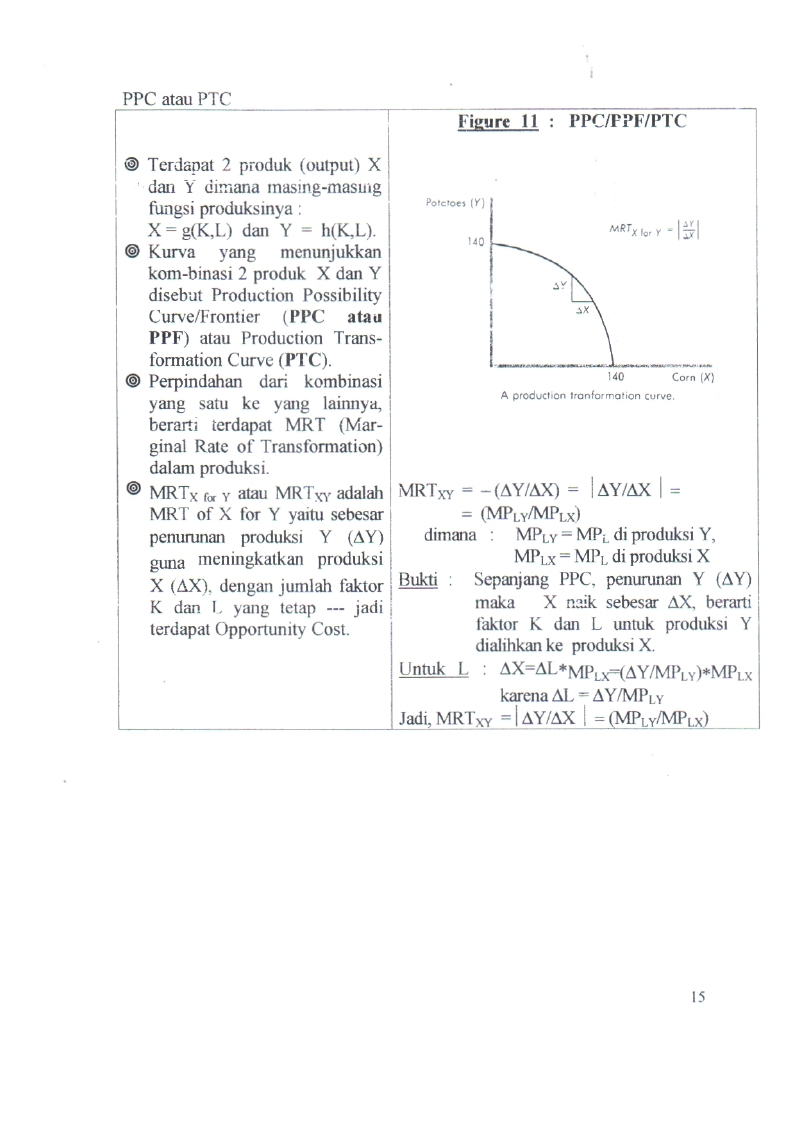 PPC atau PTC
Terdapat 2 produk (output) X
dan Y dimana masing-masing
fungsi produksinya :
X = g(K,L) dan Y = h(K,L).
Kurva yang menunjukkan
kom-binasi 2 produk X dan Y
disebut Production Possibility
Curve/Frontier (PPC atau
PPF) atau Production Trans-
formation Curve (PTC).
Perpindahan dari kombinasi
yang satu ke yang lainnya,
berarti terdapat MRT (Mar-
ginal Rate of Transformation)
dalam produksi.
MRTX for Y atau MRTXY adalah
MRT of X for Y yaitu sebesar
penurunan produksi Y (ΔY)
guna meningkatkan produksi
X (ΔX), dengan jumlah faktor
K dan L yang tetap --- jadi
terdapat Opportunity Cost.
Figure 11 : PPC/PPF/PTC
Potatoes (Y)
MRTX for Y = |ΔY/ΔX|
140
ΔY
ΔX
140 Corn (X)
A production tranformation curve.
MRTXY = – (ΔY/ΔX) = | ΔY/ΔX | =
= (MPLY/MPLX)
dimana : MPLY = MPL di produksi Y,
MPLX = MPL di produksi X
Bukti : Sepanjang PPC, penurunan Y (ΔY)
maka X naik sebesar ΔX, berarti
faktor K dan L untuk produksi Y
dialihkan ke produksi X.
Untuk L : ΔX=ΔL*MPLX=(ΔY/MPLY)*MPLX
karena ΔL = ΔY/MPLY
Jadi, MRTXY = | ΔY/ΔX | = (MPLY/MPLX)
15